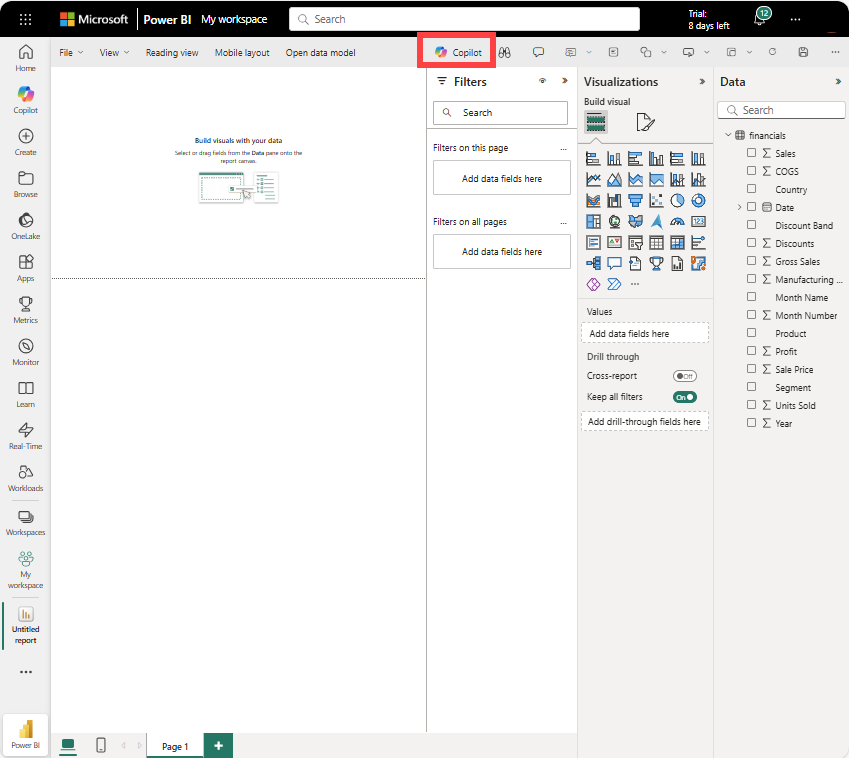 Microsoft Power BI My workspace
Search
Trial:
8 days left
12
Home
Copilot
Create
Browse
OneLake
Apps
Metrics
Monitor
Learn
Real-Time
Workloads
Workspaces
My
workspace
Untitled
report
Power BI
File View Reading view Mobile layout Open data model Copilot
Build visuals with your data
Select or drag fields from the Data pane onto the
report canvas.
Filters
Search
Filters on this page ...
Add data fields here
Filters on all pages ...
Add data fields here
Visualizations
Build visual
123
Values
Add data fields here
Drill through
Cross-report Off
Keep all filters On
Add drill-through fields here
Data
Search
financials
Sales
COGS
Country
Date
Discount Band
Discounts
Gross Sales
Manufacturing ...
Month Name
Month Number
Product
Profit
Sale Price
Segment
Units Sold
Year
Page 1